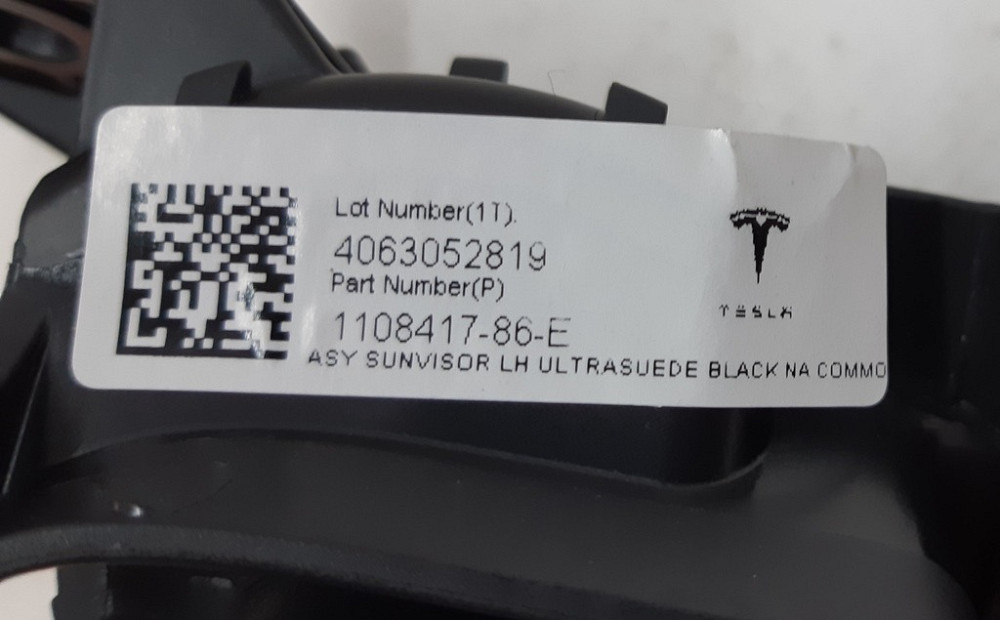 Lot Number(1T).
4063052819
Part Number(P)
1108417-86-E
ASY SUNVISOR LH ULTRASUEDE BLACK NA COMMO
TESLA